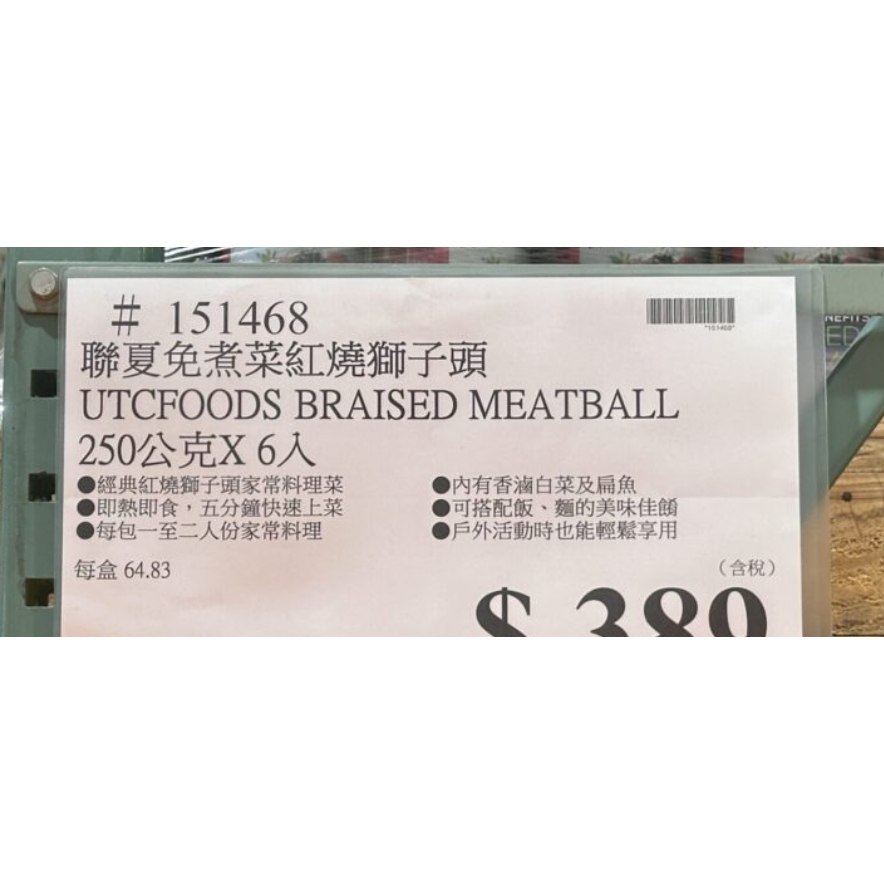 # 151468
*151468*
聯夏免煮菜紅燒獅子頭
UTCFOODS BRAISED MEATBALL
250公克X 6入
●經典紅燒獅子頭家常料理菜
●即熱即食，五分鐘快速上菜
●每包一至二人份家常料理
●內有香滷白菜及扁魚
●可搭配飯、麵的美味佳餚
●戶外活動時也能輕鬆享用
每盒 64.83
（含稅）
$ 389